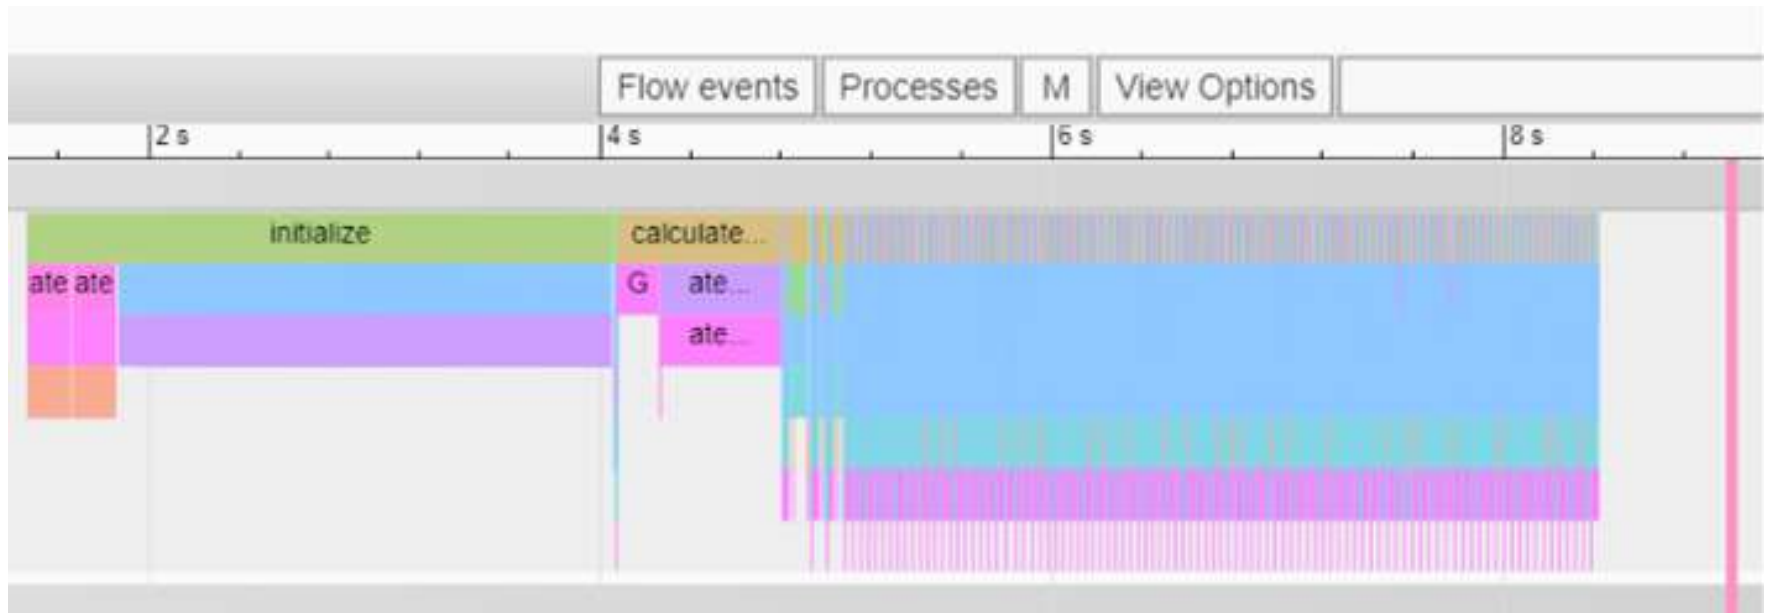 Flow events Processes M View Options
2 s 4 s 6 s 8 s
initialize calculate...
ate ate G ate...
ate...